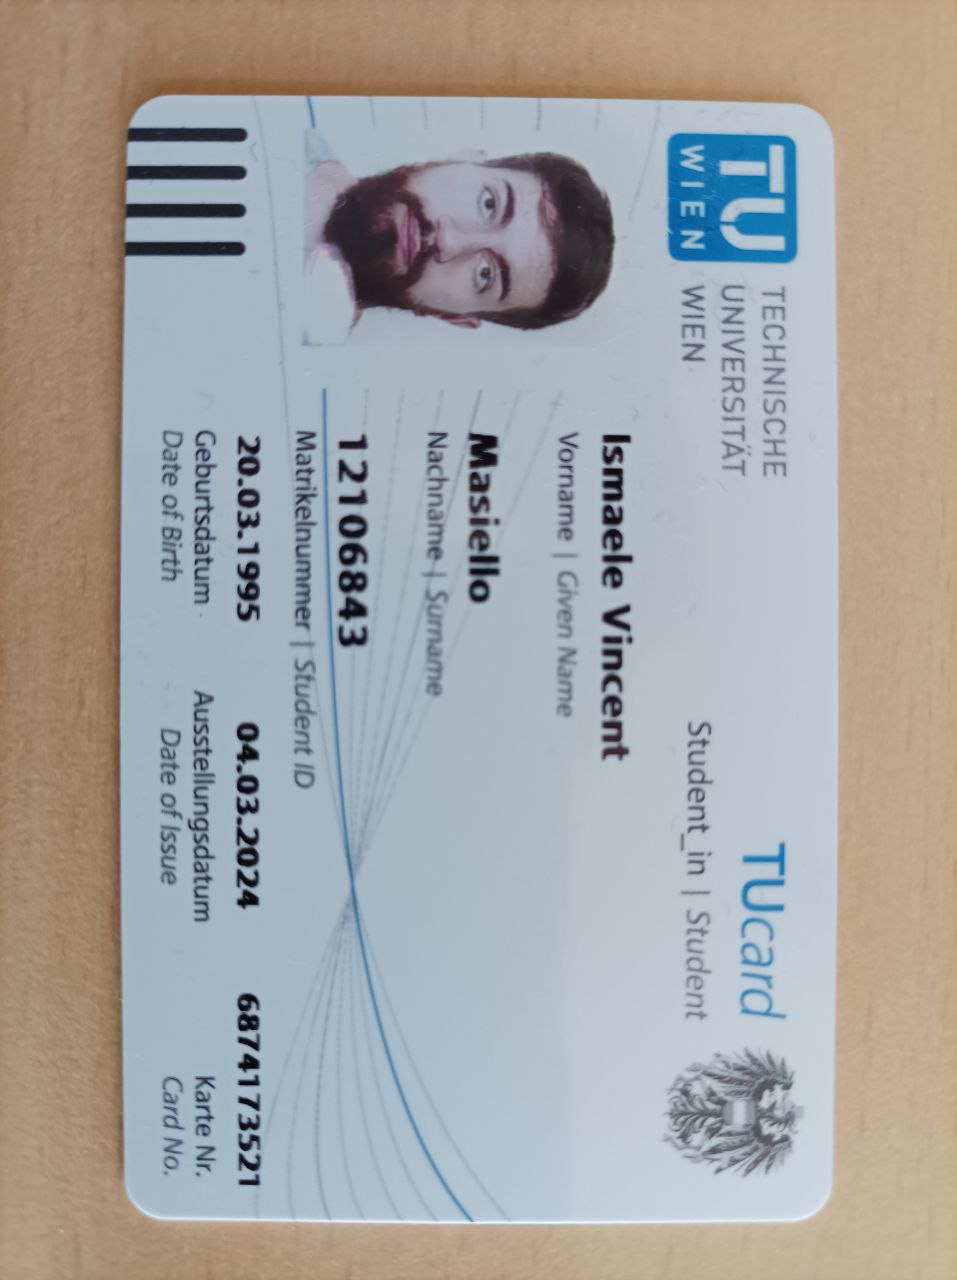 TU
WIEN
TECHNISCHE
UNIVERSITÄT
WIEN
TUcard
Student_in | Student
Ismaele Vincent
Vorname | Given Name
Masiello
Nachname | Surname
12106843
Matrikelnummer | Student ID
20.03.1995 04.03.2024 6874173521
Geburtsdatum Ausstellungsdatum Karte Nr.
Date of Birth Date of Issue Card No.